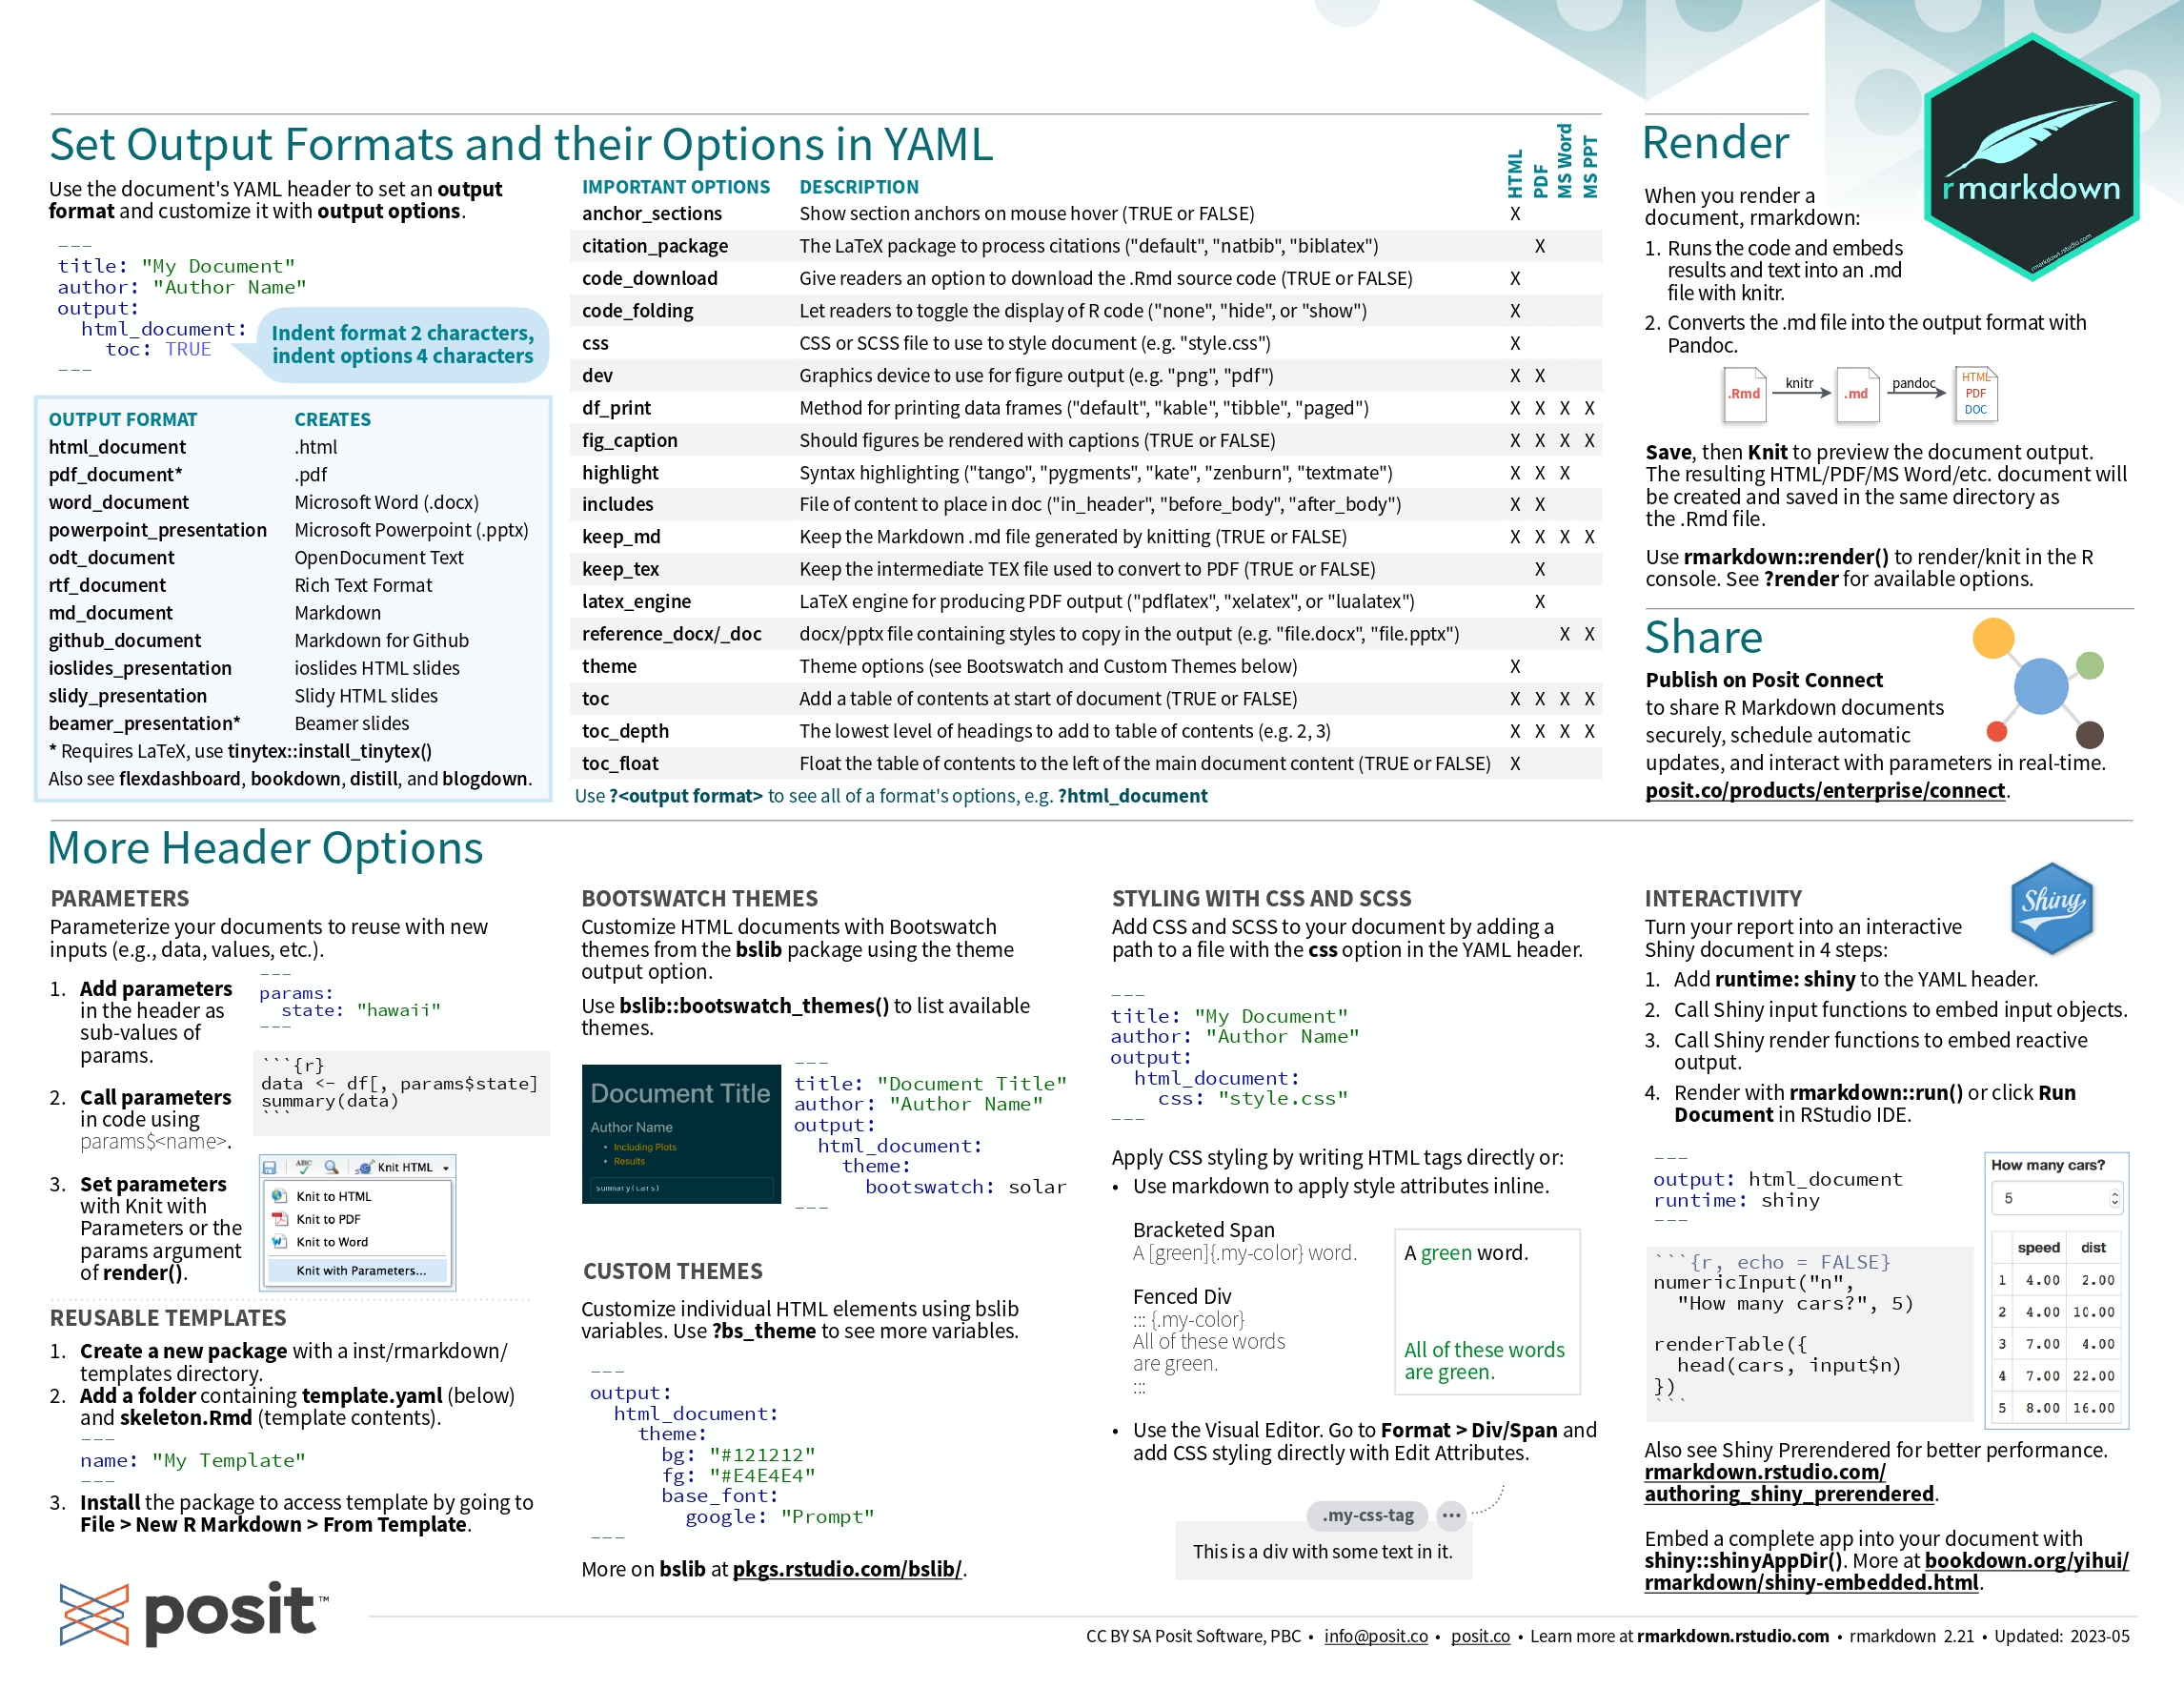 Set Output Formats and their Options in YAML
Use the document's YAML header to set an output
format and customize it with output options.
---
title: "My Document"
author: "Author Name"
output:
  html_document:
    toc: TRUE
---
Indent format 2 characters,
indent options 4 characters
OUTPUT FORMAT CREATES
html_document .html
pdf_document* .pdf
word_document Microsoft Word (.docx)
powerpoint_presentation Microsoft Powerpoint (.pptx)
odt_document OpenDocument Text
rtf_document Rich Text Format
md_document Markdown
github_document Markdown for Github
ioslides_presentation ioslides HTML slides
slidy_presentation Slidy HTML slides
beamer_presentation* Beamer slides
* Requires LaTeX, use tinytex::install_tinytex()
Also see flexdashboard, bookdown, distill, and blogdown.
IMPORTANT OPTIONS DESCRIPTION HTML PDF MS Word MS PPT
anchor_sections Show section anchors on mouse hover (TRUE or FALSE) X
citation_package The LaTeX package to process citations ("default", "natbib", "biblatex") X
code_download Give readers an option to download the .Rmd source code (TRUE or FALSE) X
code_folding Let readers to toggle the display of R code ("none", "hide", or "show") X
css CSS or SCSS file to use to style document (e.g. "style.css") X
dev Graphics device to use for figure output (e.g. "png", "pdf") X X
df_print Method for printing data frames ("default", "kable", "tibble", "paged") X X X X
fig_caption Should figures be rendered with captions (TRUE or FALSE) X X X X
highlight Syntax highlighting ("tango", "pygments", "kate", "zenburn", "textmate") X X X
includes File of content to place in doc ("in_header", "before_body", "after_body") X X
keep_md Keep the Markdown .md file generated by knitting (TRUE or FALSE) X X X X
keep_tex Keep the intermediate TEX file used to convert to PDF (TRUE or FALSE) X
latex_engine LaTeX engine for producing PDF output ("pdflatex", "xelatex", or "lualatex") X
reference_docx/_doc docx/pptx file containing styles to copy in the output (e.g. "file.docx", "file.pptx") X X
theme Theme options (see Bootswatch and Custom Themes below) X
toc Add a table of contents at start of document (TRUE or FALSE) X X X X
toc_depth The lowest level of headings to add to table of contents (e.g. 2, 3) X X X X
toc_float Float the table of contents to the left of the main document content (TRUE or FALSE) X
Use ?<output format> to see all of a format's options, e.g. ?html_document
Render
rmarkdown
rmarkdown.rstudio.com
When you render a
document, rmarkdown:
1. Runs the code and embeds
results and text into an .md
file with knitr.
2. Converts the .md file into the output format with
Pandoc.
.Rmd knitr .md pandoc HTML
PDF
DOC
Save, then Knit to preview the document output.
The resulting HTML/PDF/MS Word/etc. document will
be created and saved in the same directory as
the .Rmd file.
Use rmarkdown::render() to render/knit in the R
console. See ?render for available options.
Share
Publish on Posit Connect
to share R Markdown documents
securely, schedule automatic
updates, and interact with parameters in real-time.
posit.co/products/enterprise/connect.
More Header Options
PARAMETERS
Parameterize your documents to reuse with new
inputs (e.g., data, values, etc.).
1. Add parameters
in the header as
sub-values of
params.
---
params:
  state: "hawaii"
---
2. Call parameters
in code using
params$<name>.
```{r}
data <- df[, params$state]
summary(data)
```
3. Set parameters
with Knit with
Parameters or the
params argument
of render().
ABC Knit HTML
Knit to HTML
Knit to PDF
Knit to Word
Knit with Parameters...
REUSABLE TEMPLATES
1. Create a new package with a inst/rmarkdown/
templates directory.
2. Add a folder containing template.yaml (below)
and skeleton.Rmd (template contents).
---
name: "My Template"
---
3. Install the package to access template by going to
File > New R Markdown > From Template.
BOOTSWATCH THEMES
Customize HTML documents with Bootswatch
themes from the bslib package using the theme
output option.
Use bslib::bootswatch_themes() to list available
themes.
Document Title
Author Name
• Including Plots
• Results
summary(cars)
---
title: "Document Title"
author: "Author Name"
output:
  html_document:
    theme:
      bootswatch: solar
---
CUSTOM THEMES
Customize individual HTML elements using bslib
variables. Use ?bs_theme to see more variables.
---
output:
  html_document:
    theme:
      bg: "#121212"
      fg: "#E4E4E4"
      base_font:
        google: "Prompt"
---
More on bslib at pkgs.rstudio.com/bslib/.
STYLING WITH CSS AND SCSS
Add CSS and SCSS to your document by adding a
path to a file with the css option in the YAML header.
---
title: "My Document"
author: "Author Name"
output:
  html_document:
    css: "style.css"
---
Apply CSS styling by writing HTML tags directly or:
• Use markdown to apply style attributes inline.
Bracketed Span
A [green]{.my-color} word.
A green word.
Fenced Div
::: {.my-color}
All of these words
are green.
:::
All of these words
are green.
• Use the Visual Editor. Go to Format > Div/Span and
add CSS styling directly with Edit Attributes.
.my-css-tag ...
This is a div with some text in it.
INTERACTIVITY
Shiny
Turn your report into an interactive
Shiny document in 4 steps:
1. Add runtime: shiny to the YAML header.
2. Call Shiny input functions to embed input objects.
3. Call Shiny render functions to embed reactive
output.
4. Render with rmarkdown::run() or click Run
Document in RStudio IDE.
---
output: html_document
runtime: shiny
---
```{r, echo = FALSE}
numericInput("n",
  "How many cars?", 5)

renderTable({
  head(cars, input$n)
})
```
How many cars?
5
speed dist
1 4.00 2.00
2 4.00 10.00
3 7.00 4.00
4 7.00 22.00
5 8.00 16.00
Also see Shiny Prerendered for better performance.
rmarkdown.rstudio.com/
authoring_shiny_prerendered.
Embed a complete app into your document with
shiny::shinyAppDir(). More at bookdown.org/yihui/
rmarkdown/shiny-embedded.html.
posit™
CC BY SA Posit Software, PBC • info@posit.co • posit.co • Learn more at rmarkdown.rstudio.com • rmarkdown 2.21 • Updated: 2023-05